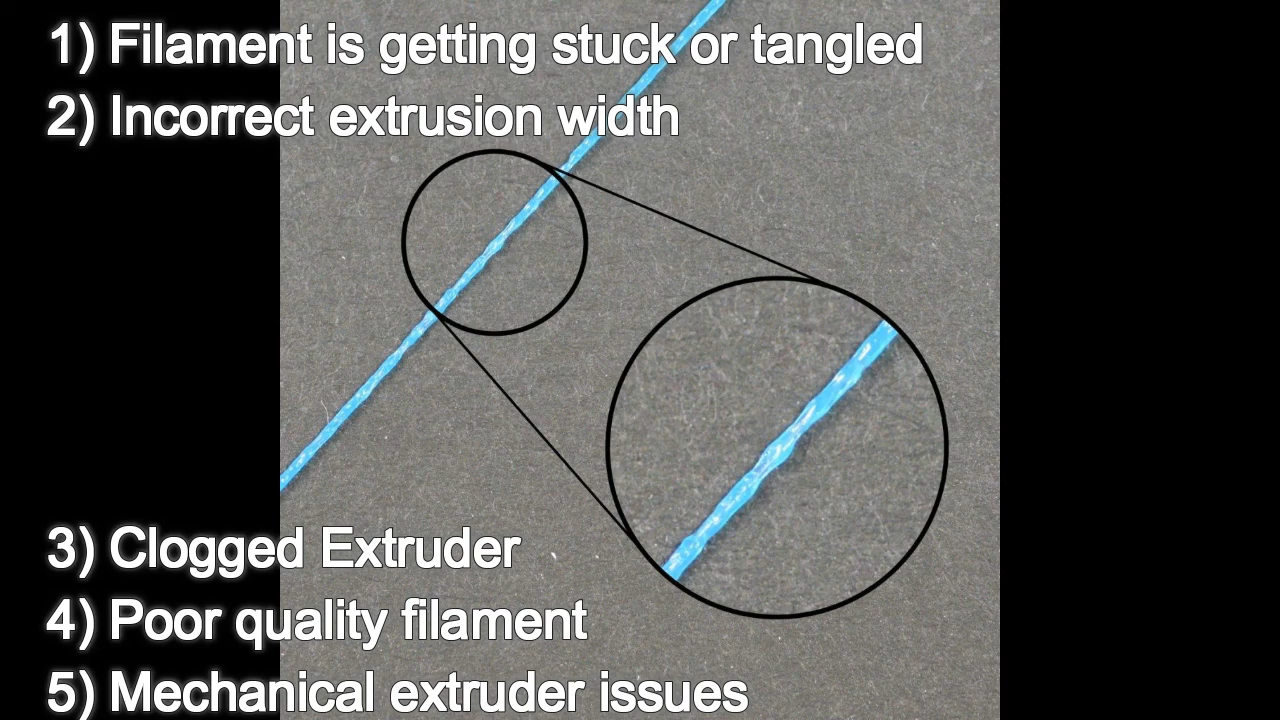 1) Filament is getting stuck or tangled
2) Incorrect extrusion width
3) Clogged Extruder
4) Poor quality filament
5) Mechanical extruder issues